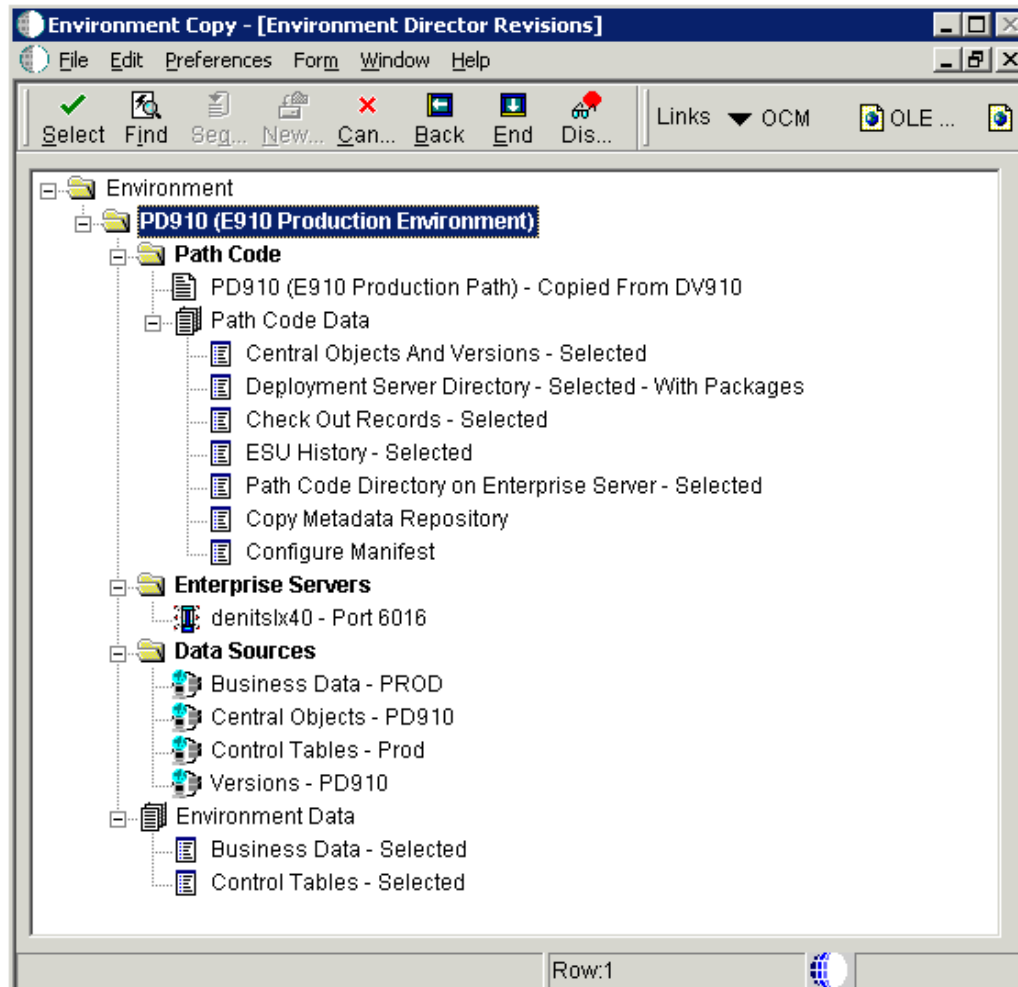 Environment Copy - [Environment Director Revisions]
File Edit Preferences Form Window Help
Select Find Seq... New... Can... Back End Dis... Links OCM OLE ...
Environment
PD910 (E910 Production Environment)
Path Code
PD910 (E910 Production Path) - Copied From DV910
Path Code Data
Central Objects And Versions - Selected
Deployment Server Directory - Selected - With Packages
Check Out Records - Selected
ESU History - Selected
Path Code Directory on Enterprise Server - Selected
Copy Metadata Repository
Configure Manifest
Enterprise Servers
denitslx40 - Port 6016
Data Sources
Business Data - PROD
Central Objects - PD910
Control Tables - Prod
Versions - PD910
Environment Data
Business Data - Selected
Control Tables - Selected
Row:1